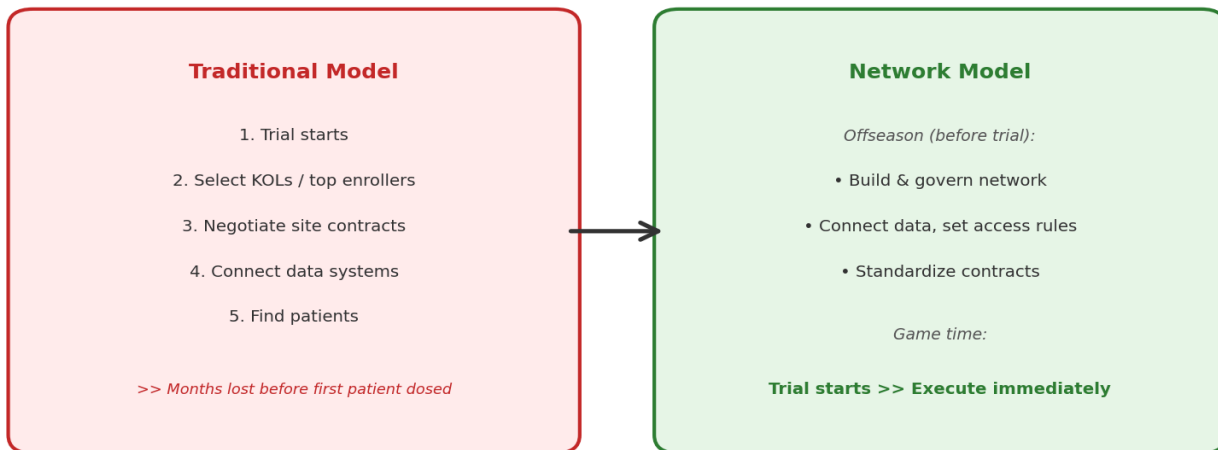 Traditional Model
1. Trial starts
2. Select KOLs / top enrollers
3. Negotiate site contracts
4. Connect data systems
5. Find patients
>> Months lost before first patient dosed
Network Model
Offseason (before trial):
• Build & govern network
• Connect data, set access rules
• Standardize contracts
Game time:
Trial starts >> Execute immediately